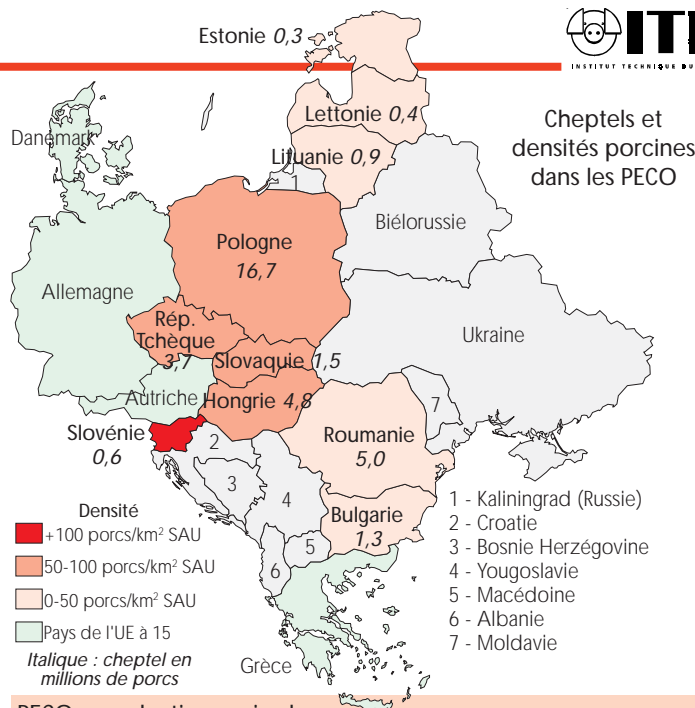 Estonie 0,3
INSTITUT TECHNIQUE DU
Lettonie 0,4
Cheptels et
densités porcines
dans les PECO
Danemark
Lituanie 0,9
1
Biélorussie
Pologne
16,7
Allemagne
Rép.
Tchèque
3,7
Ukraine
Slovaquie 1,5
Autriche
Hongrie 4,8
7
Slovénie
0,6
2
Roumanie
5,0
3
4
Bulgarie
1,3
5
6
Densité
+100 porcs/km² SAU
50-100 porcs/km² SAU
0-50 porcs/km² SAU
Pays de l'UE à 15
Italique : cheptel en
millions de porcs
1 - Kaliningrad (Russie)
2 - Croatie
3 - Bosnie Herzégovine
4 - Yougoslavie
5 - Macédoine
6 - Albanie
7 - Moldavie
Grèce